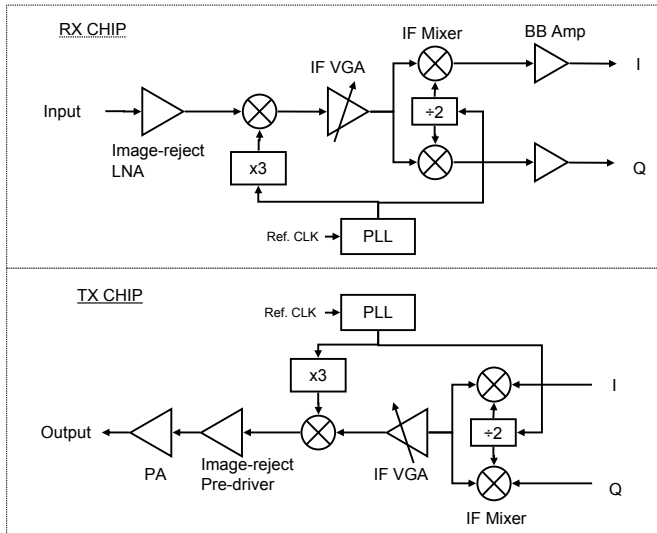 RX CHIP
IF Mixer
BB Amp
IF VGA
I
Input
÷2
Image-reject
LNA
x3
Q
Ref. CLK
PLL
TX CHIP
Ref. CLK
PLL
x3
I
Output
÷2
PA
Image-reject
Pre-driver
IF VGA
Q
IF Mixer